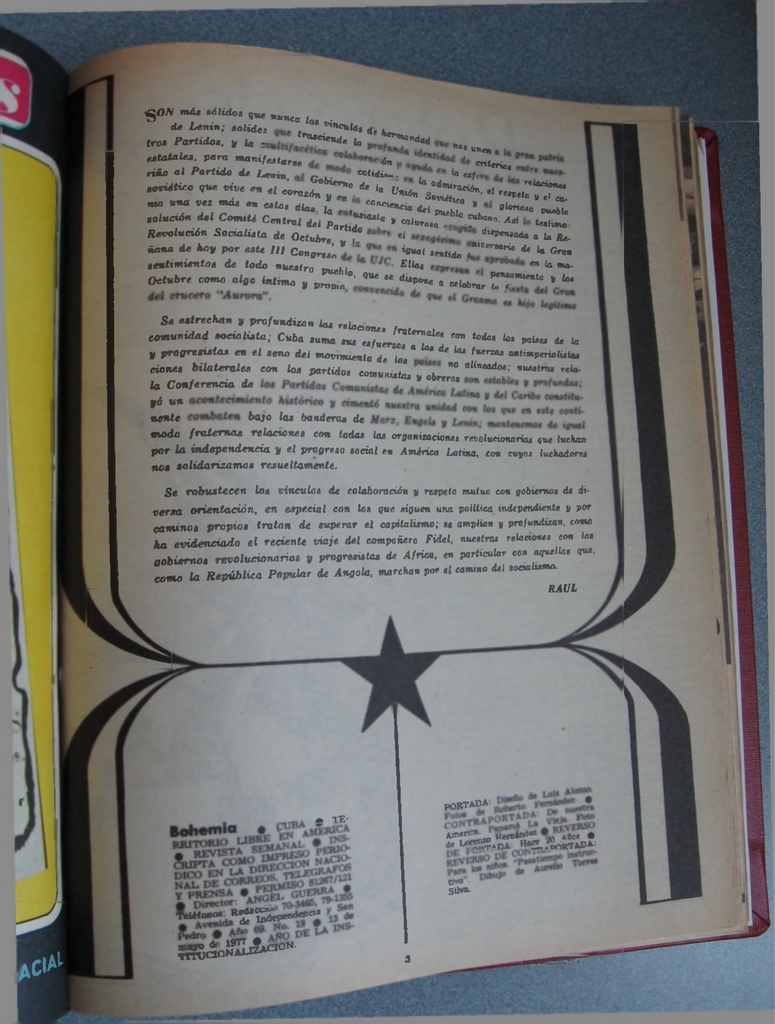 SON más sólidos que nunca los vínculos de hermandad que nos unen a la gran patria
de Lenin; solidez que trasciende la profunda identidad de criterios entre nues-
tros Partidos, y la multifacética colaboración y ayuda en la esfera de las relaciones
estatales, para manifestarse de modo cotidiano en la admiración, el respeto y el ca-
riño al Partido de Lenin, al Gobierno de la Unión Soviética y al glorioso pueblo
soviético que vive en el corazón y en la conciencia del pueblo cubano. Así lo testimo-
nia una vez más en estos días, la entusiasta y calurosa acogida dispensada a la Re-
solución del Comité Central del Partido sobre el sexagésimo aniversario de la Gran
Revolución Socialista de Octubre, y la que en igual sentido fue aprobada en la ma-
ñana de hoy por este III Congreso de la UJC. Ellas expresan el pensamiento y los
sentimientos de todo nuestro pueblo, que se dispone a celebrar la fiesta del Gran
Octubre como algo íntimo y propio, convencido de que el Granma es hijo legítimo
del crucero "Aurora".
Se estrechan y profundizan las relaciones fraternales con todos los países de la
comunidad socialista; Cuba suma sus esfuerzos a los de las fuerzas antimperialistas
y progresistas en el seno del movimiento de los países no alineados; nuestras rela-
ciones bilaterales con los partidos comunistas y obreros son estables y profundas;
la Conferencia de los Partidos Comunistas de América Latina y del Caribe constitu-
yó un acontecimiento histórico y cimentó nuestra unidad con los que en este conti-
nente combaten bajo las banderas de Marx, Engels y Lenin; mantenemos de igual
modo fraternas relaciones con todas las organizaciones revolucionarias que luchan
por la independencia y el progreso social en América Latina, con cuyos luchadores
nos solidarizamos resueltamente.
Se robustecen los vínculos de colaboración y respeto mutuo con gobiernos de di-
versa orientación, en especial con los que siguen una política independiente y por
caminos propios tratan de superar el capitalismo; se amplían y profundizan, como
ha evidenciado el reciente viaje del compañero Fidel, nuestras relaciones con los
gobiernos revolucionarios y progresistas de Africa, en particular con aquellos que,
como la República Popular de Angola, marchan por el camino del socialismo.
RAUL
Bohemia ● CUBA ● TE-
RRITORIO LIBRE EN AMERICA
● REVISTA SEMANAL ● INS-
CRIPTA COMO IMPRESO PERIO-
DICO EN LA DIRECCION NACIO-
NAL DE CORREOS, TELEGRAFOS
Y PRENSA ● PERMISO 81267/121
● Director: ANGEL GUERRA ●
Teléfonos: Redacción 70-3465, 79-1355
● Avenida de Independencia y San
Pedro ● Año 69. No. 19 ● 13 de
mayo de 1977 ● AÑO DE LA INS-
TITUCIONALIZACION.
PORTADA: Diseño de Luis Alonso.
Fotos de Roberto Fernández ●
CONTRAPORTADA: De nuestra
América. Panamá La Vieja. Foto
de Lorenzo Hernández ● REVERSO
DE PORTADA: Hace 20 Años ●
REVERSO DE CONTRAPORTADA:
Para los niños. "Pasatiempo instruc-
tivo". Dibujo de Aurelio Torres
Silva.
3
ACIAL